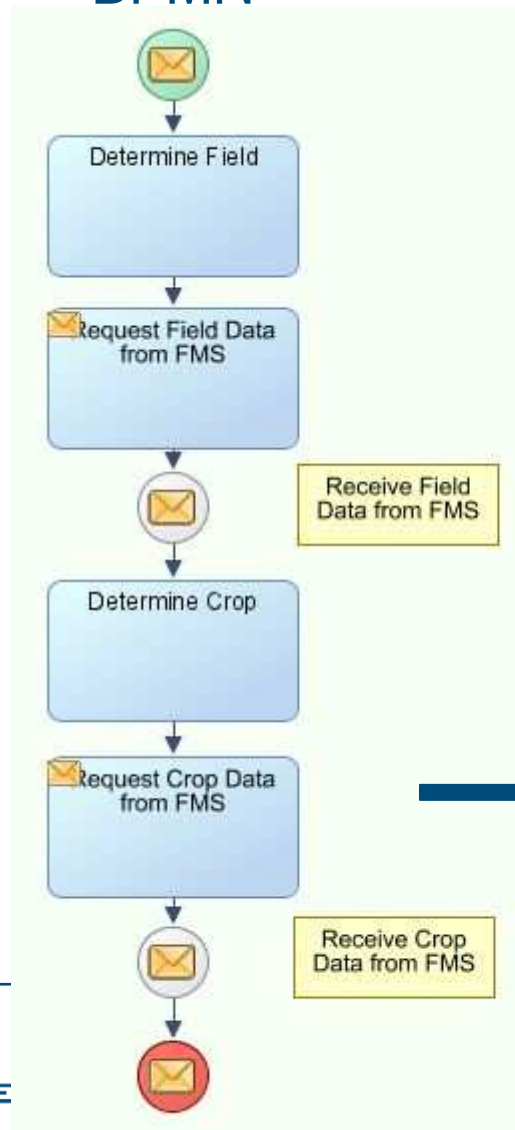 BPMN
Determine Field
Request Field Data
from FMS
Receive Field
Data from FMS
Determine Crop
Request Crop Data
from FMS
Receive Crop
Data from FMS